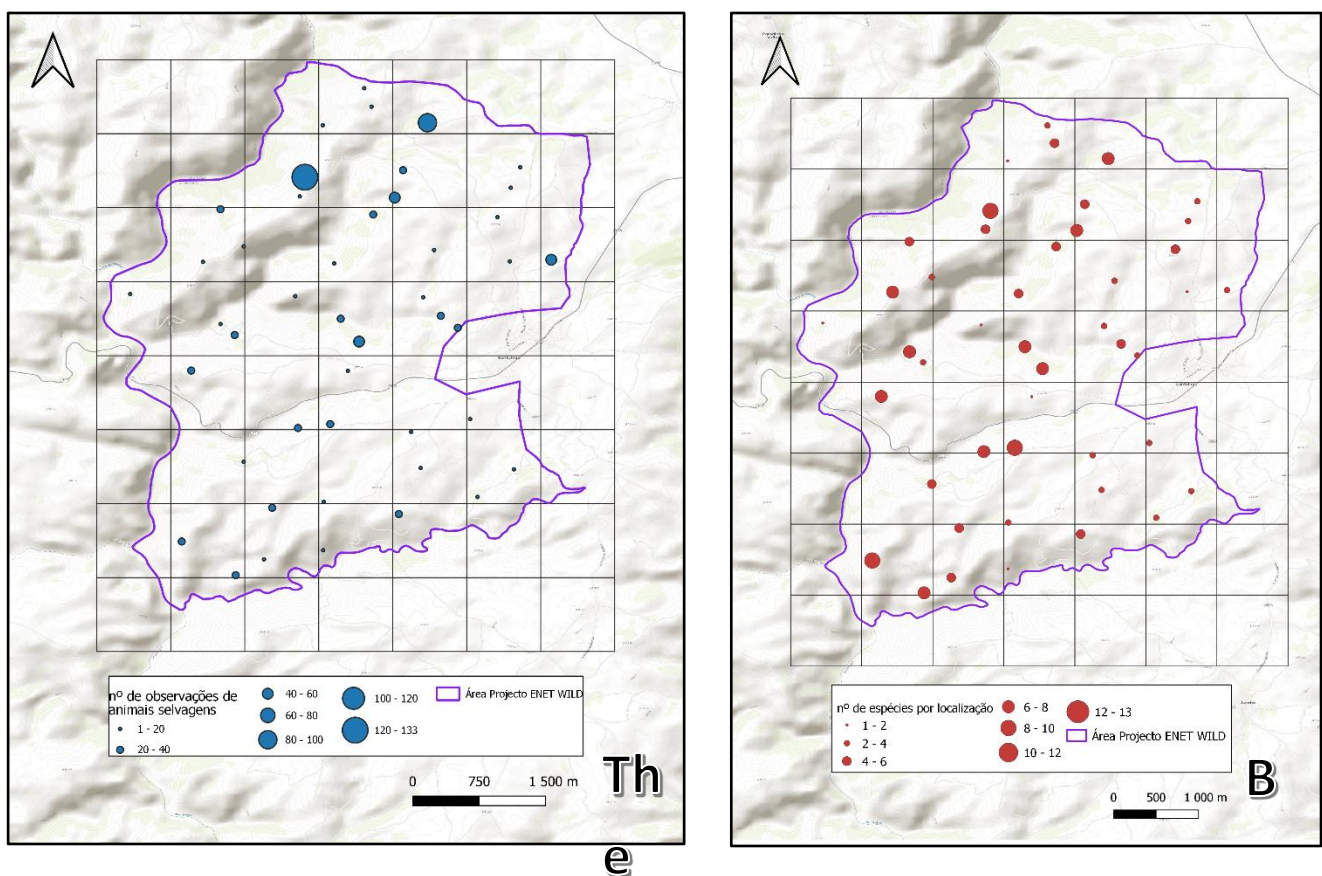 nº de observações de
animais selvagens
1 - 20
20 - 40
40 - 60
60 - 80
80 - 100
100 - 120
120 - 133
Área Projecto ENET WILD
0 750 1 500 m
Th
e
nº de espécies por localização
1 - 2
2 - 4
4 - 6
6 - 8
8 - 10
10 - 12
12 - 13
Área Projecto ENET WILD
0 500 1 000 m
B